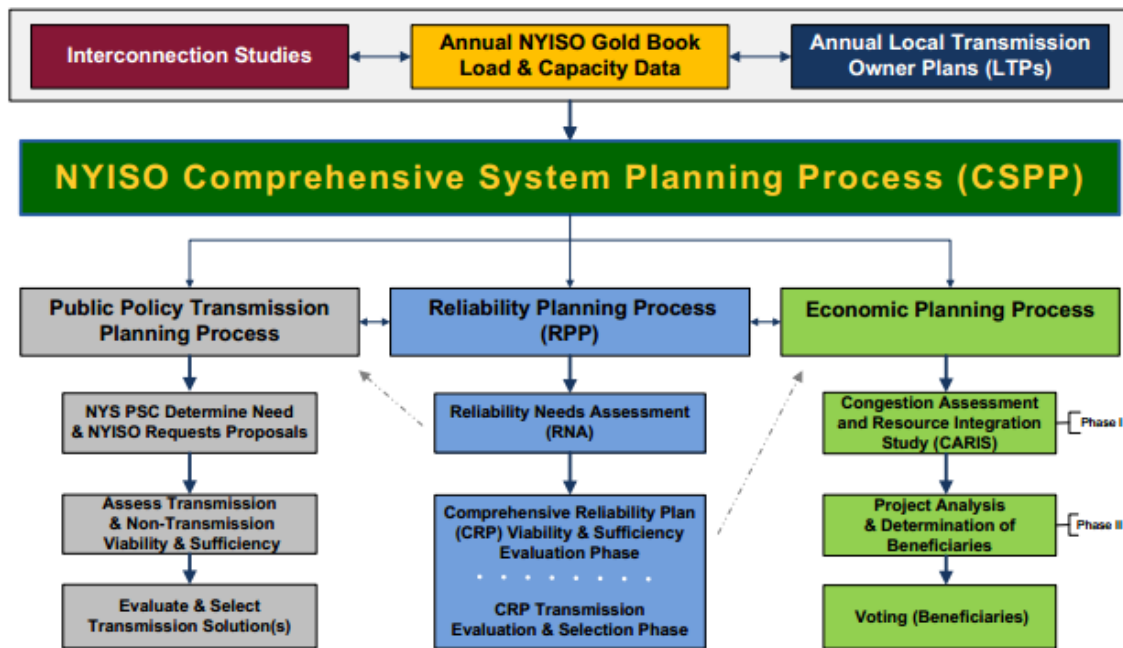 Interconnection Studies
Annual NYISO Gold Book
Load & Capacity Data
Annual Local Transmission
Owner Plans (LTPs)
NYISO Comprehensive System Planning Process (CSPP)
Public Policy Transmission
Planning Process
Reliability Planning Process
(RPP)
Economic Planning Process
NYS PSC Determine Need
& NYISO Requests Proposals
Reliability Needs Assessment
(RNA)
Congestion Assessment
and Resource Integration
Study (CARIS)
Phase I
Assess Transmission
& Non-Transmission
Viability & Sufficiency
Comprehensive Reliability Plan
(CRP) Viability & Sufficiency
Evaluation Phase
Project Analysis
& Determination of
Beneficiaries
Phase II
Evaluate & Select
Transmission Solution(s)
CRP Transmission
Evaluation & Selection Phase
Voting (Beneficiaries)